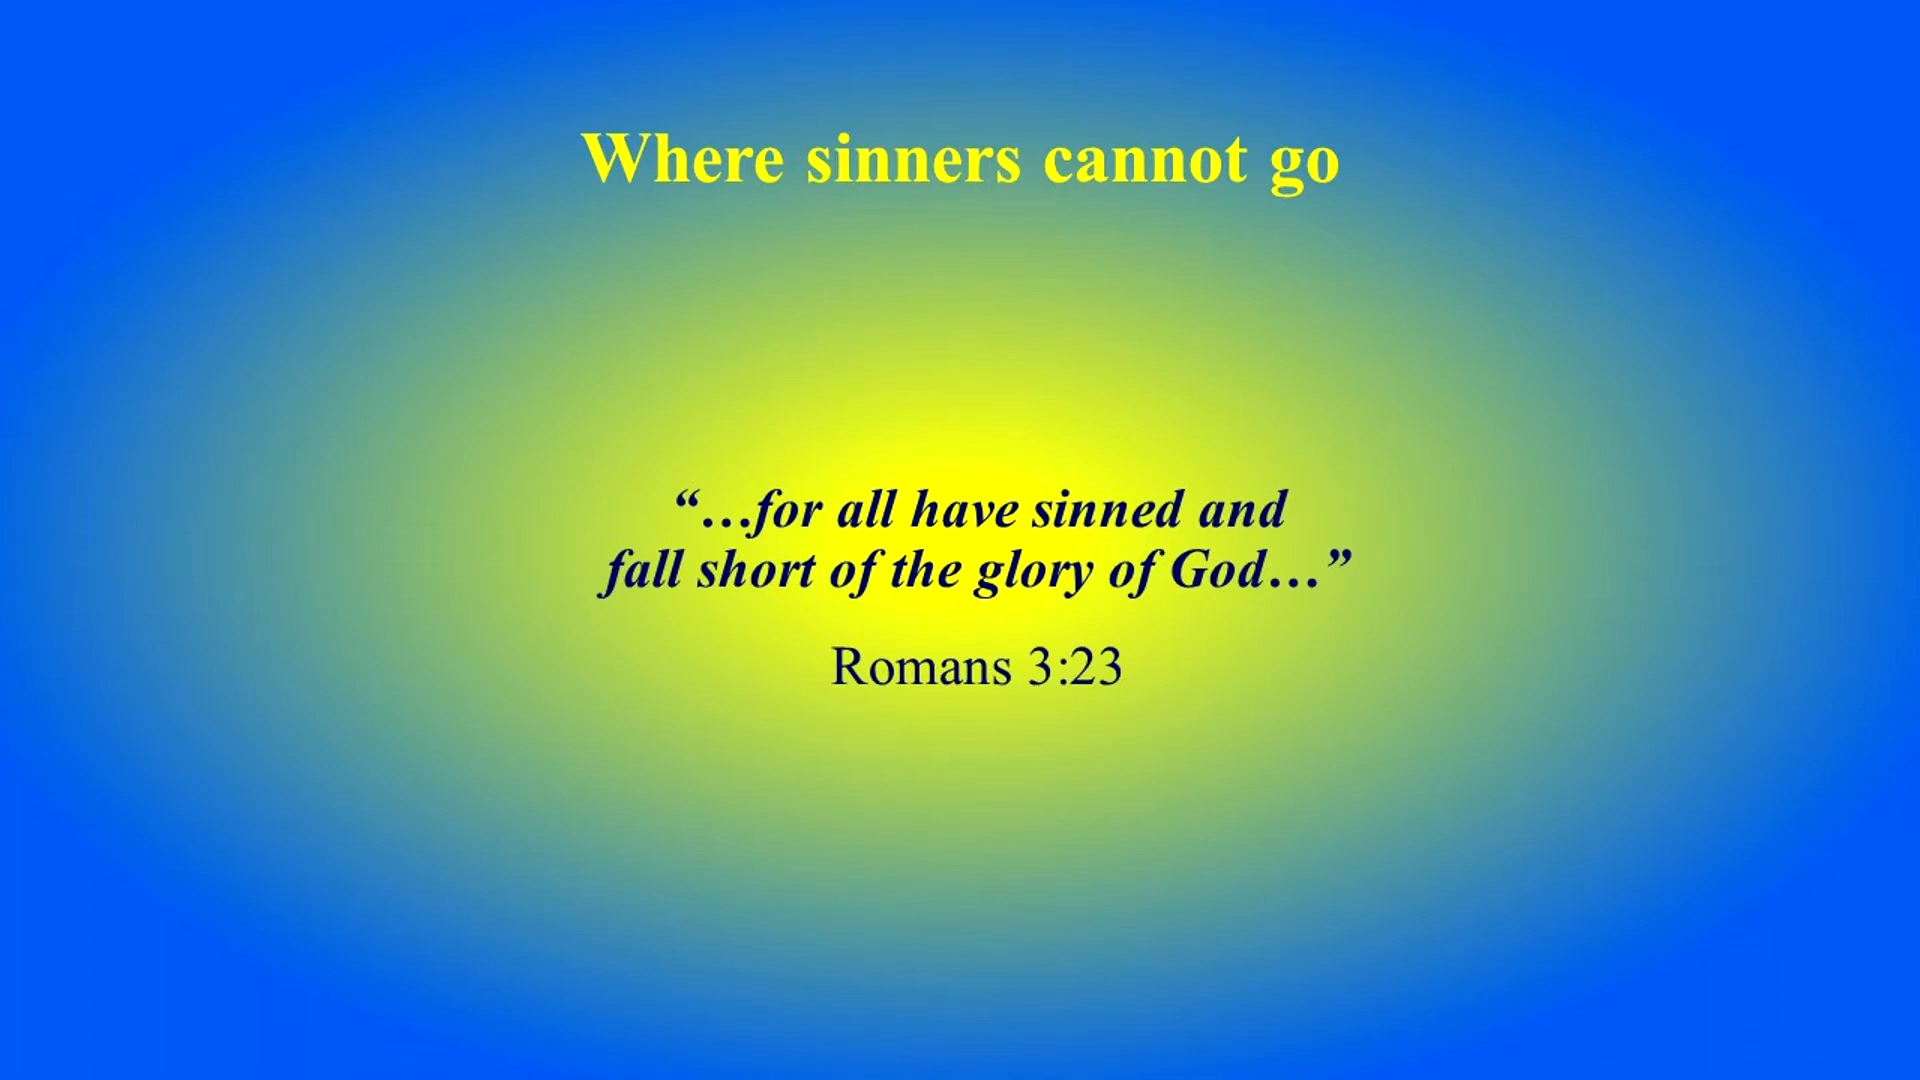 Where sinners cannot go
“…for all have sinned and
fall short of the glory of God…”
Romans 3:23